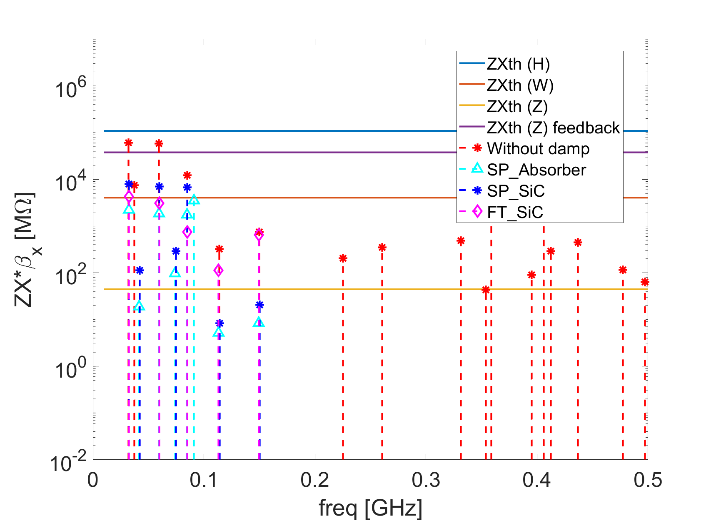 ZX*β_x [MΩ]
10^6
10^4
10^2
10^0
10^-2
0
0.1
0.2
0.3
0.4
0.5
freq [GHz]
ZXth (H)
ZXth (W)
ZXth (Z)
ZXth (Z) feedback
Without damp
SP_Absorber
SP_SiC
FT_SiC